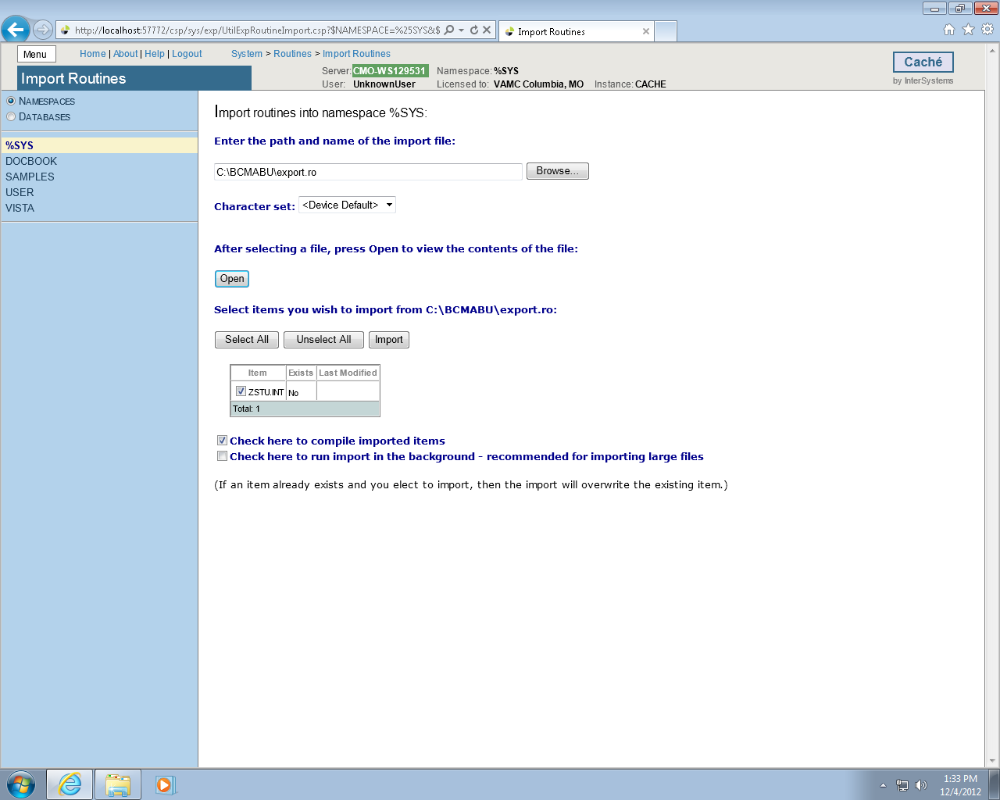 http://localhost:57772/csp/sys/exp/UtilExpRoutineImport.csp?$NAMESPACE=%25SYS&$
Import Routines
Menu
Home | About | Help | Logout
System > Routines > Import Routines
Server: CMO-WS129531 Namespace: %SYS
User: UnknownUser Licensed to: VAMC Columbia, MO Instance: CACHE
Caché
by InterSystems
Import Routines
NAMESPACES
DATABASES
%SYS
DOCBOOK
SAMPLES
USER
VISTA
Import routines into namespace %SYS:
Enter the path and name of the import file:
C:\BCMABU\export.ro Browse...
Character set: <Device Default>
After selecting a file, press Open to view the contents of the file:
Open
Select items you wish to import from C:\BCMABU\export.ro:
Select All Unselect All Import
Item Exists Last Modified
ZSTU.INT No
Total: 1
Check here to compile imported items
Check here to run import in the background - recommended for importing large files
(If an item already exists and you elect to import, then the import will overwrite the existing item.)
1:33 PM
12/4/2012